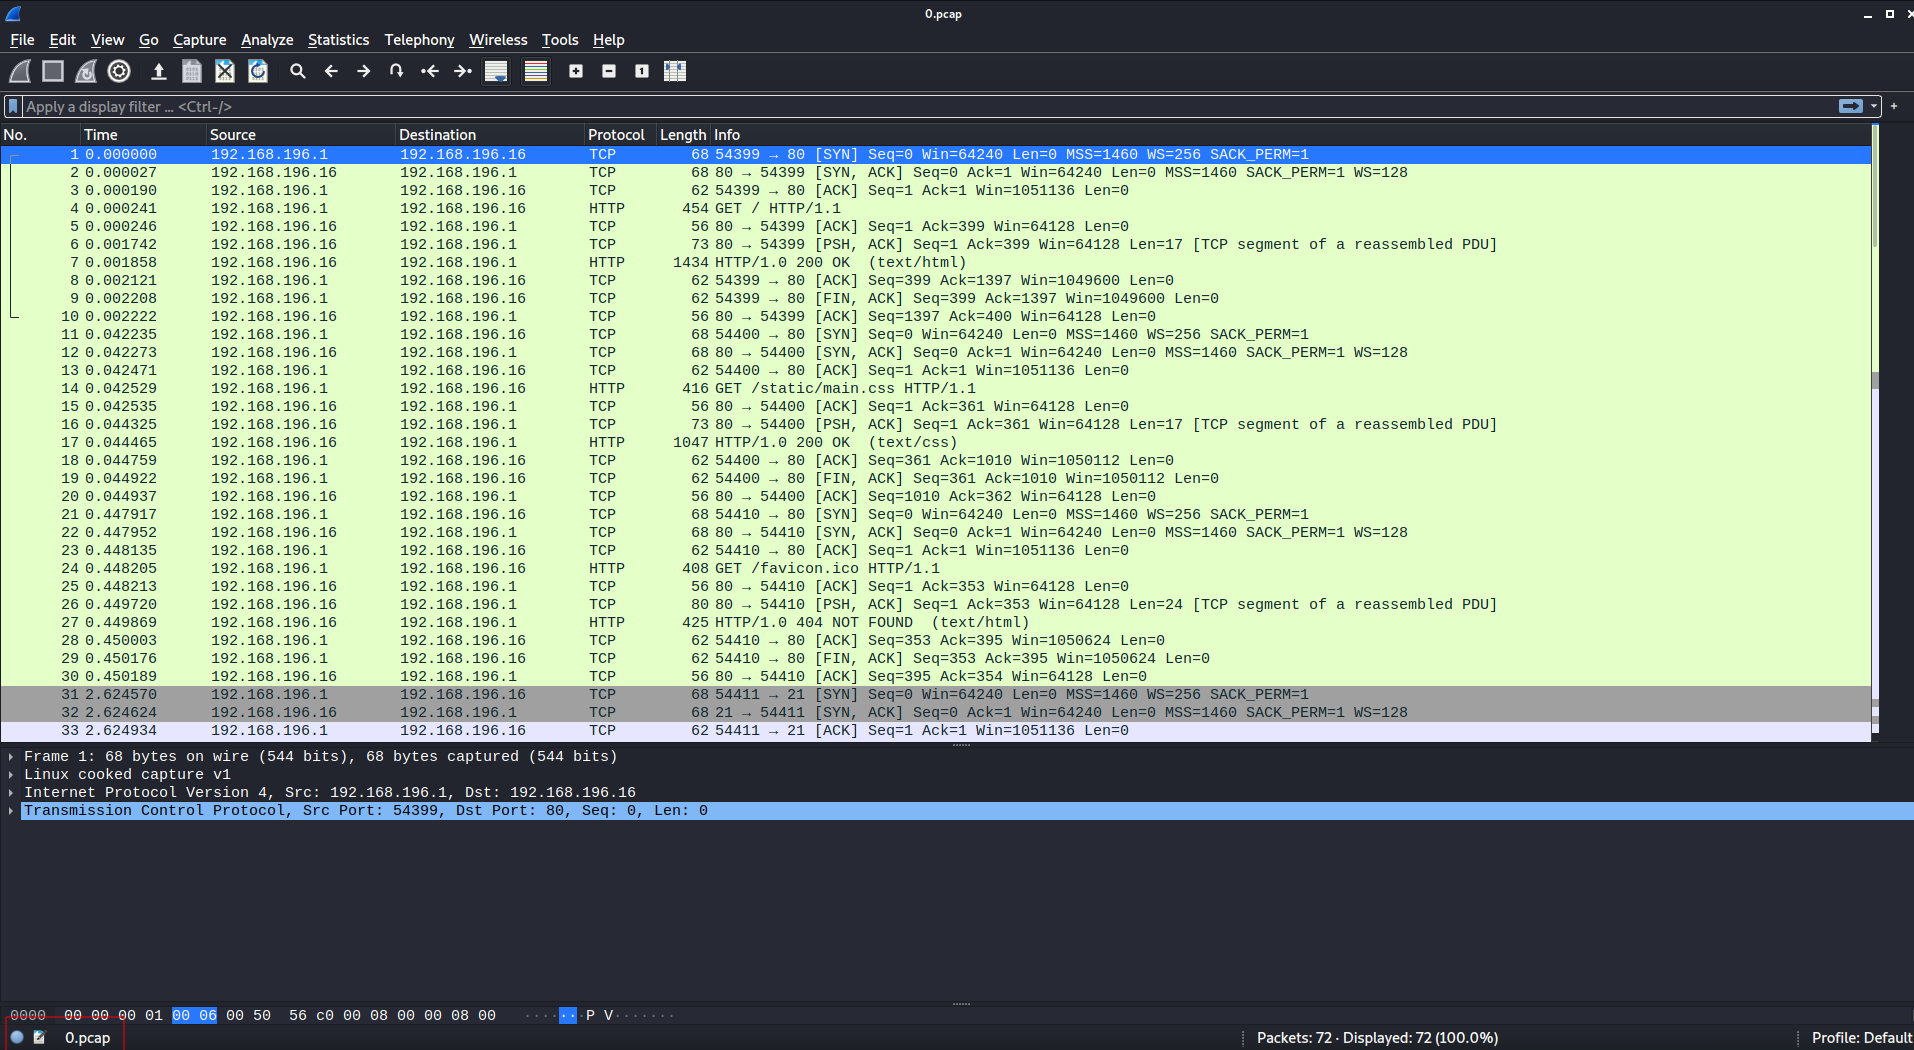 0.pcap
File Edit View Go Capture Analyze Statistics Telephony Wireless Tools Help
Apply a display filter … <Ctrl-/>
No. Time Source Destination Protocol Length Info
1 0.000000 192.168.196.1 192.168.196.16 TCP 68 54399 → 80 [SYN] Seq=0 Win=64240 Len=0 MSS=1460 WS=256 SACK_PERM=1
2 0.000027 192.168.196.16 192.168.196.1 TCP 68 80 → 54399 [SYN, ACK] Seq=0 Ack=1 Win=64240 Len=0 MSS=1460 SACK_PERM=1 WS=128
3 0.000190 192.168.196.1 192.168.196.16 TCP 62 54399 → 80 [ACK] Seq=1 Ack=1 Win=1051136 Len=0
4 0.000241 192.168.196.1 192.168.196.16 HTTP 454 GET / HTTP/1.1
5 0.000246 192.168.196.16 192.168.196.1 TCP 56 80 → 54399 [ACK] Seq=1 Ack=399 Win=64128 Len=0
6 0.001742 192.168.196.16 192.168.196.1 TCP 73 80 → 54399 [PSH, ACK] Seq=1 Ack=399 Win=64128 Len=17 [TCP segment of a reassembled PDU]
7 0.001858 192.168.196.16 192.168.196.1 HTTP 1434 HTTP/1.0 200 OK (text/html)
8 0.002121 192.168.196.1 192.168.196.16 TCP 62 54399 → 80 [ACK] Seq=399 Ack=1397 Win=1049600 Len=0
9 0.002208 192.168.196.1 192.168.196.16 TCP 62 54399 → 80 [FIN, ACK] Seq=399 Ack=1397 Win=1049600 Len=0
10 0.002222 192.168.196.16 192.168.196.1 TCP 56 80 → 54399 [ACK] Seq=1397 Ack=400 Win=64128 Len=0
11 0.042235 192.168.196.1 192.168.196.16 TCP 68 54400 → 80 [SYN] Seq=0 Win=64240 Len=0 MSS=1460 WS=256 SACK_PERM=1
12 0.042273 192.168.196.16 192.168.196.1 TCP 68 80 → 54400 [SYN, ACK] Seq=0 Ack=1 Win=64240 Len=0 MSS=1460 SACK_PERM=1 WS=128
13 0.042471 192.168.196.1 192.168.196.16 TCP 62 54400 → 80 [ACK] Seq=1 Ack=1 Win=1051136 Len=0
14 0.042529 192.168.196.1 192.168.196.16 HTTP 416 GET /static/main.css HTTP/1.1
15 0.042535 192.168.196.16 192.168.196.1 TCP 56 80 → 54400 [ACK] Seq=1 Ack=361 Win=64128 Len=0
16 0.044325 192.168.196.16 192.168.196.1 TCP 73 80 → 54400 [PSH, ACK] Seq=1 Ack=361 Win=64128 Len=17 [TCP segment of a reassembled PDU]
17 0.044465 192.168.196.16 192.168.196.1 HTTP 1047 HTTP/1.0 200 OK (text/css)
18 0.044759 192.168.196.1 192.168.196.16 TCP 62 54400 → 80 [ACK] Seq=361 Ack=1010 Win=1050112 Len=0
19 0.044922 192.168.196.1 192.168.196.16 TCP 62 54400 → 80 [FIN, ACK] Seq=361 Ack=1010 Win=1050112 Len=0
20 0.044937 192.168.196.16 192.168.196.1 TCP 56 80 → 54400 [ACK] Seq=1010 Ack=362 Win=64128 Len=0
21 0.447917 192.168.196.1 192.168.196.16 TCP 68 54410 → 80 [SYN] Seq=0 Win=64240 Len=0 MSS=1460 WS=256 SACK_PERM=1
22 0.447952 192.168.196.16 192.168.196.1 TCP 68 80 → 54410 [SYN, ACK] Seq=0 Ack=1 Win=64240 Len=0 MSS=1460 SACK_PERM=1 WS=128
23 0.448135 192.168.196.1 192.168.196.16 TCP 62 54410 → 80 [ACK] Seq=1 Ack=1 Win=1051136 Len=0
24 0.448205 192.168.196.1 192.168.196.16 HTTP 408 GET /favicon.ico HTTP/1.1
25 0.448213 192.168.196.16 192.168.196.1 TCP 56 80 → 54410 [ACK] Seq=1 Ack=353 Win=64128 Len=0
26 0.449720 192.168.196.16 192.168.196.1 TCP 80 80 → 54410 [PSH, ACK] Seq=1 Ack=353 Win=64128 Len=24 [TCP segment of a reassembled PDU]
27 0.449869 192.168.196.16 192.168.196.1 HTTP 425 HTTP/1.0 404 NOT FOUND (text/html)
28 0.450003 192.168.196.1 192.168.196.16 TCP 62 54410 → 80 [ACK] Seq=353 Ack=395 Win=1050624 Len=0
29 0.450176 192.168.196.1 192.168.196.16 TCP 62 54410 → 80 [FIN, ACK] Seq=353 Ack=395 Win=1050624 Len=0
30 0.450189 192.168.196.16 192.168.196.1 TCP 56 80 → 54410 [ACK] Seq=395 Ack=354 Win=64128 Len=0
31 2.624570 192.168.196.1 192.168.196.16 TCP 68 54411 → 21 [SYN] Seq=0 Win=64240 Len=0 MSS=1460 WS=256 SACK_PERM=1
32 2.624624 192.168.196.16 192.168.196.1 TCP 68 21 → 54411 [SYN, ACK] Seq=0 Ack=1 Win=64240 Len=0 MSS=1460 SACK_PERM=1 WS=128
33 2.624934 192.168.196.1 192.168.196.16 TCP 62 54411 → 21 [ACK] Seq=1 Ack=1 Win=1051136 Len=0
Frame 1: 68 bytes on wire (544 bits), 68 bytes captured (544 bits)
Linux cooked capture v1
Internet Protocol Version 4, Src: 192.168.196.1, Dst: 192.168.196.16
Transmission Control Protocol, Src Port: 54399, Dst Port: 80, Seq: 0, Len: 0
0000 00 00 00 01 00 06 00 50 56 c0 00 08 00 00 08 00 ·······P V·······
0.pcap Packets: 72 · Displayed: 72 (100.0%) Profile: Default